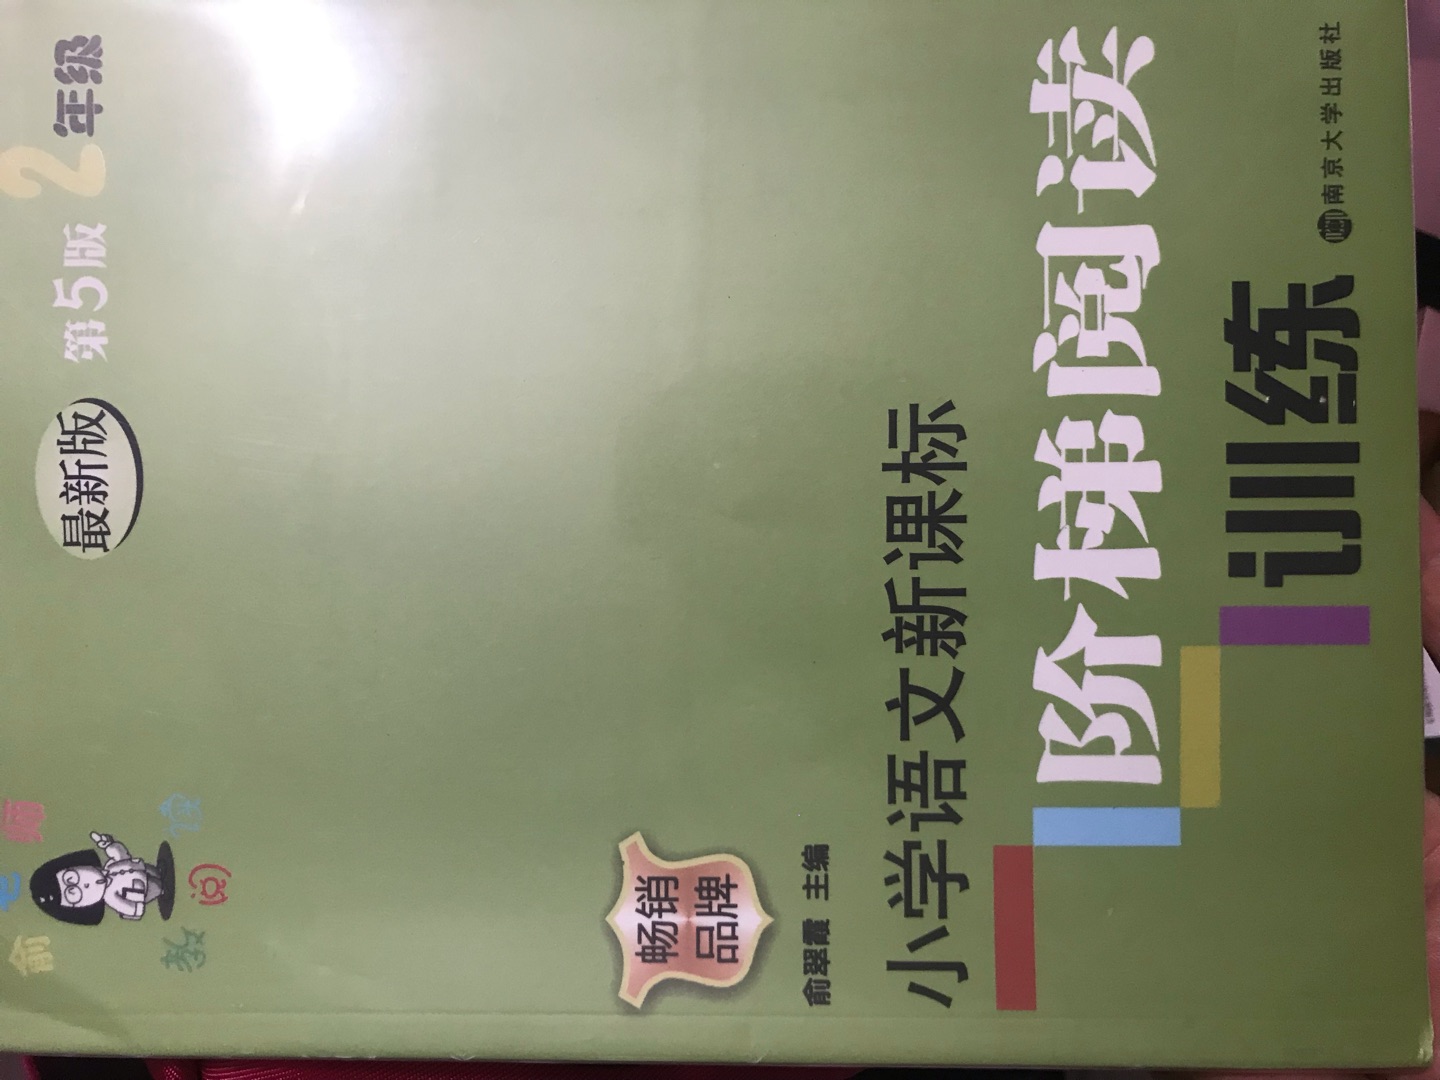 俞老师
教阅读
最新版
第5版 2年级
畅销
品牌
俞翠霞 主编
小学语文新课标
阶梯阅读
训练
南京大学出版社